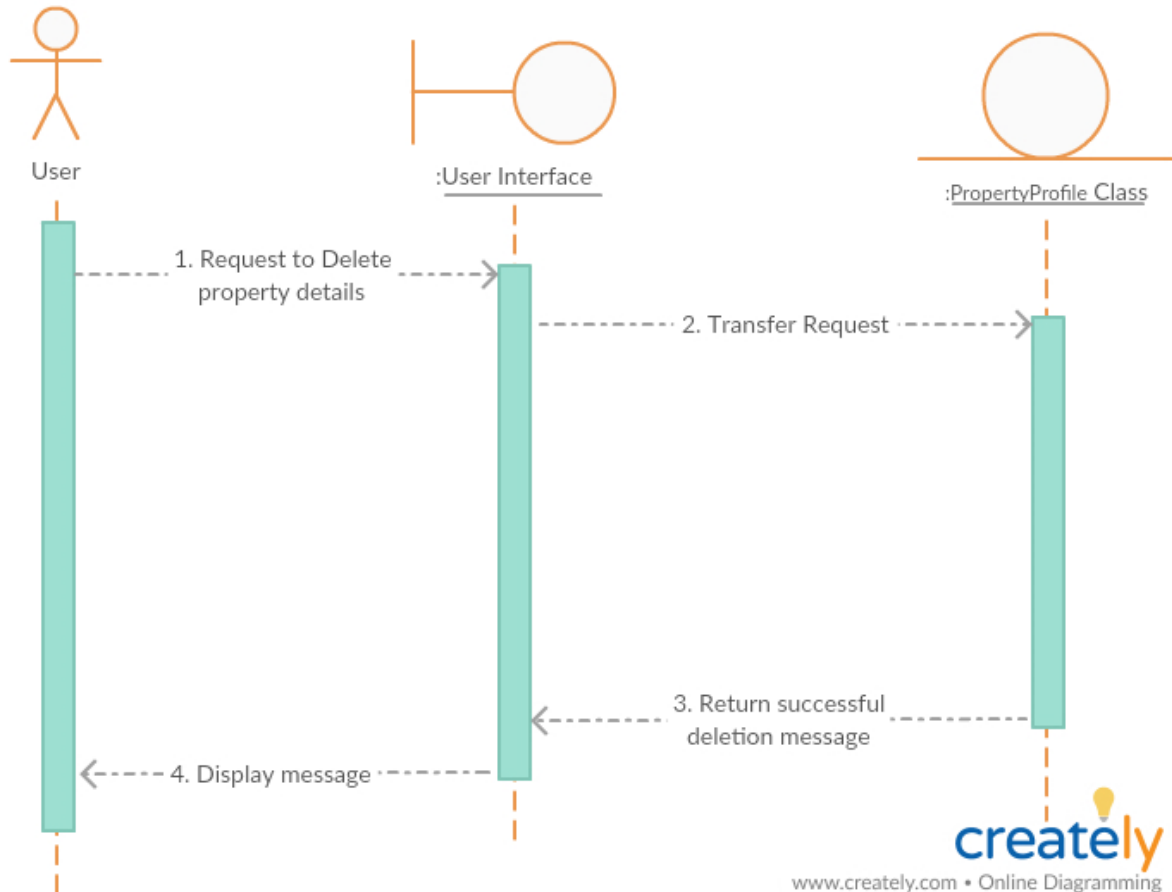 User
:User Interface
:PropertyProfile Class
1. Request to Delete
property details
2. Transfer Request
3. Return successful
deletion message
4. Display message
creately
www.creately.com • Online Diagramming